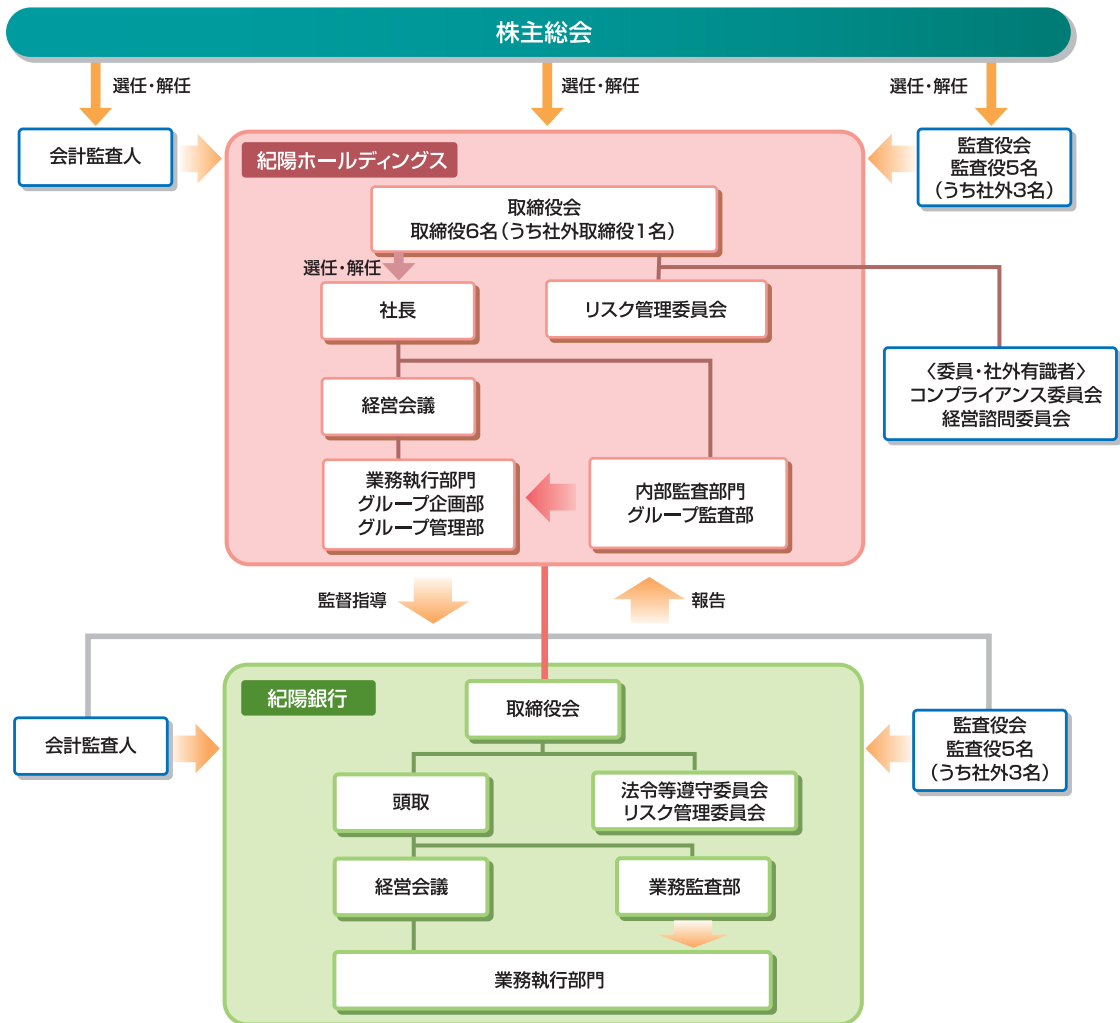 株主総会
選任・解任
選任・解任
選任・解任
会計監査人
監査役会
監査役5名
（うち社外3名）
紀陽ホールディングス
取締役会
取締役6名（うち社外取締役1名）
選任・解任
社長
リスク管理委員会
〈委員・社外有識者〉
コンプライアンス委員会
経営諮問委員会
経営会議
業務執行部門
グループ企画部
グループ管理部
内部監査部門
グループ監査部
監督指導
報告
紀陽銀行
取締役会
会計監査人
監査役会
監査役5名
（うち社外3名）
頭取
法令等遵守委員会
リスク管理委員会
経営会議
業務監査部
業務執行部門